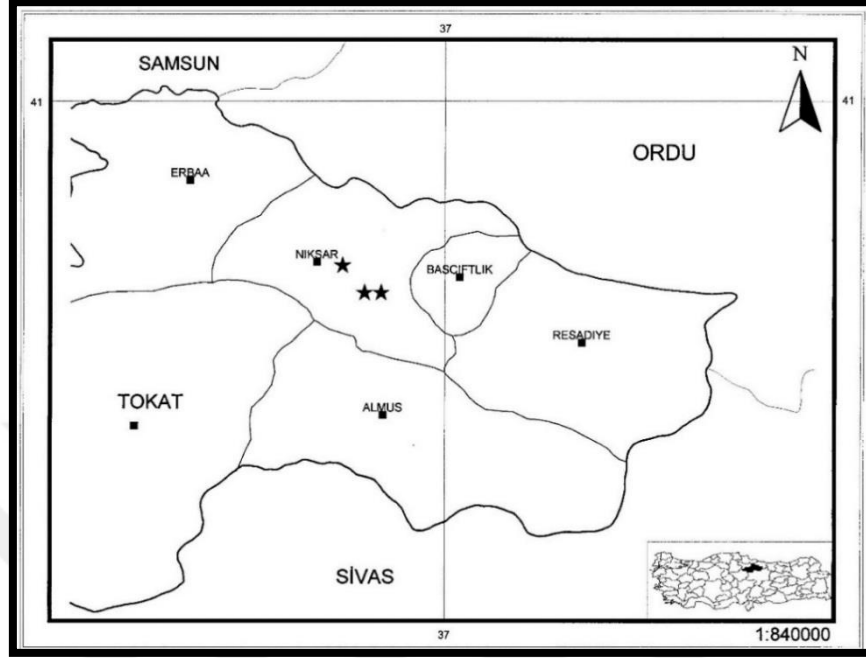 37
SAMSUN
N
41
41
ORDU
ERBAA
NIKSAR
BASCIFTLIK
RESADIYE
TOKAT
ALMUS
SİVAS
37
1:840000